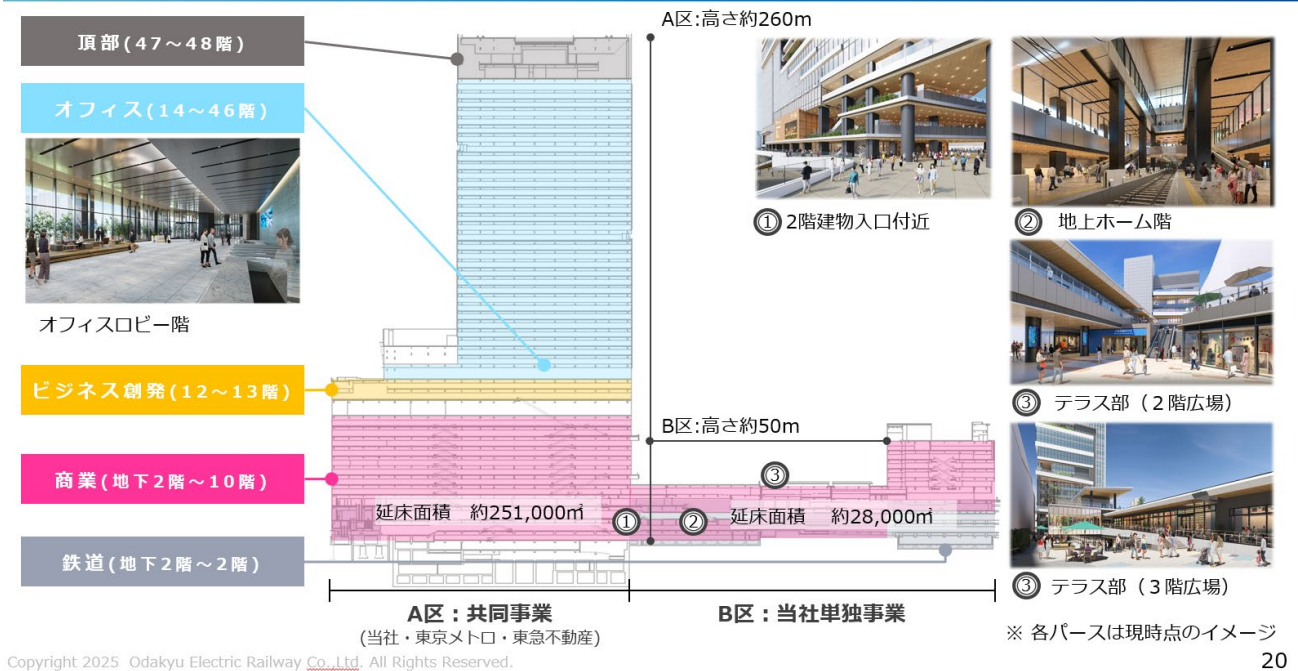 頂部(47～48階)
オフィス(14～46階)
オフィスロビー階
ビジネス創発(12～13階)
商業(地下2階～10階)
鉄道(地下2階～2階)
A区:高さ約260m
B区:高さ約50m
延床面積 約251,000㎡
延床面積 約28,000㎡
①
②
③
A区：共同事業
(当社・東京メトロ・東急不動産)
B区：当社単独事業
① 2階建物入口付近
② 地上ホーム階
③ テラス部（２階広場）
③ テラス部（３階広場）
※ 各パースは現時点のイメージ
Copyright 2025 Odakyu Electric Railway Co.,Ltd. All Rights Reserved.
20